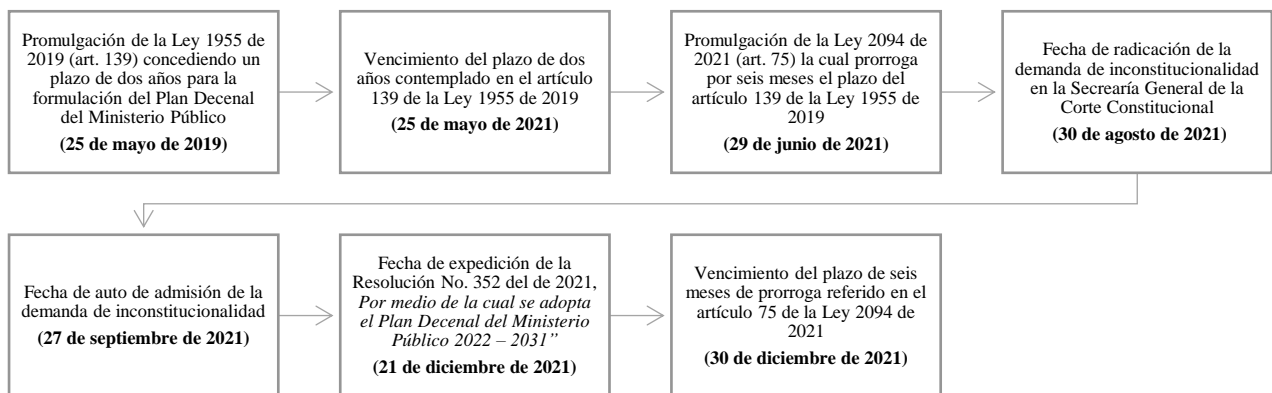 Promulgación de la Ley 1955 de
2019 (art. 139) concediendo un
plazo de dos años para la
formulación del Plan Decenal
del Ministerio Público
(25 de mayo de 2019)
Vencimiento del plazo de dos
años contemplado en el artículo
139 de la Ley 1955 de 2019
(25 de mayo de 2021)
Promulgación de la Ley 2094 de
2021 (art. 75) la cual prorroga
por seis meses el plazo del
artículo 139 de la Ley 1955 de
2019
(29 de junio de 2021)
Fecha de radicación de la
demanda de inconstitucionalidad
en la Secrearía General de la
Corte Constitucional
(30 de agosto de 2021)
Fecha de auto de admisión de la
demanda de inconstitucionalidad
(27 de septiembre de 2021)
Fecha de expedición de la
Resolución No. 352 del de 2021,
Por medio de la cual se adopta
el Plan Decenal del Ministerio
Público 2022 – 2031”
(21 de diciembre de 2021)
Vencimiento del plazo de seis
meses de prorroga referido en el
artículo 75 de la Ley 2094 de
2021
(30 de diciembre de 2021)